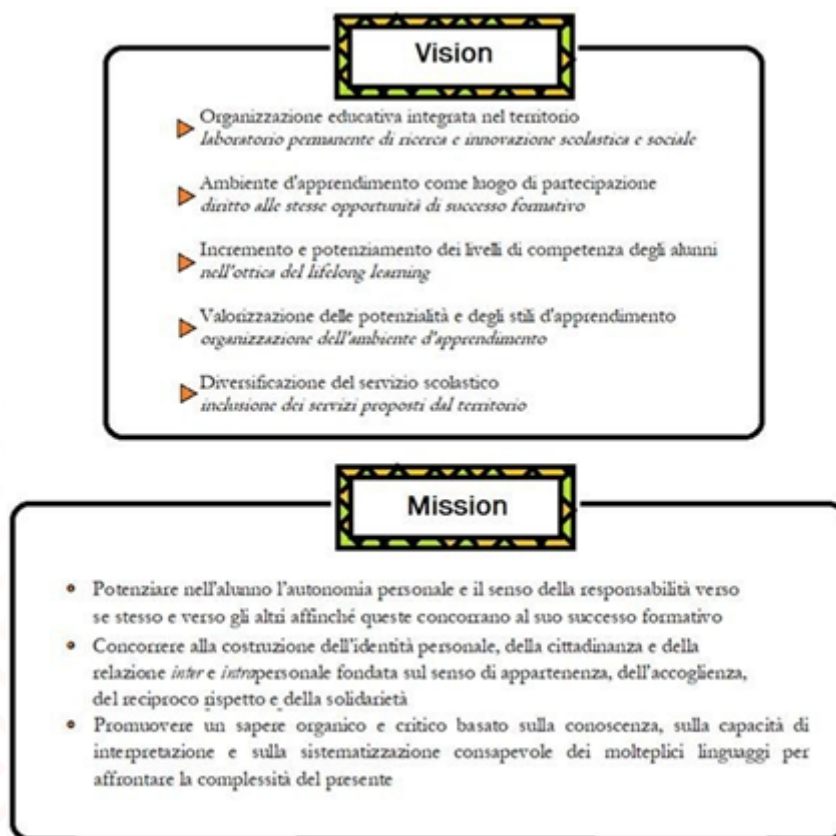 Vision
Organizzazione educativa integrata nel territorio
laboratorio permanente di ricerca e innovazione scolastica e sociale
Ambiente d'apprendimento come luogo di partecipazione
diritto alle stesse opportunità di successo formativo
Incremento e potenziamento dei livelli di competenza degli alunni
nell'ottica del lifelong learning
Valorizzazione delle potenzialità e degli stili d'apprendimento
organizzazione dell'ambiente d'apprendimento
Diversificazione del servizio scolastico
inclusione dei servizi proposti dal territorio
Mission
Potenziare nell'alunno l'autonomia personale e il senso della responsabilità verso
se stesso e verso gli altri affinché queste concorrano al suo successo formativo
Concorrere alla costruzione dell'identità personale, della cittadinanza e della
relazione inter e intrapersonale fondata sul senso di appartenenza, dell'accoglienza,
del reciproco rispetto e della solidarietà
Promuovere un sapere organico e critico basato sulla conoscenza, sulla capacità di
interpretazione e sulla sistematizzazione consapevole dei molteplici linguaggi per
affrontare la complessità del presente